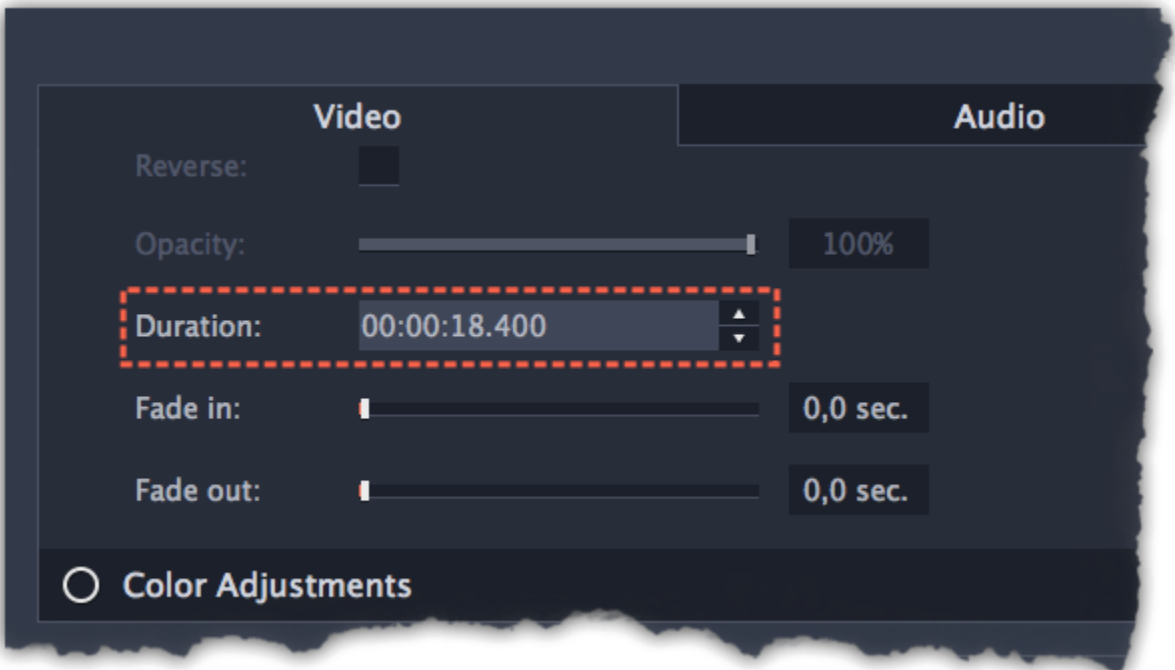 Video Audio
Reverse:
Opacity: 100%
Duration: 00:00:18.400
Fade in: 0,0 sec.
Fade out: 0,0 sec.
Color Adjustments